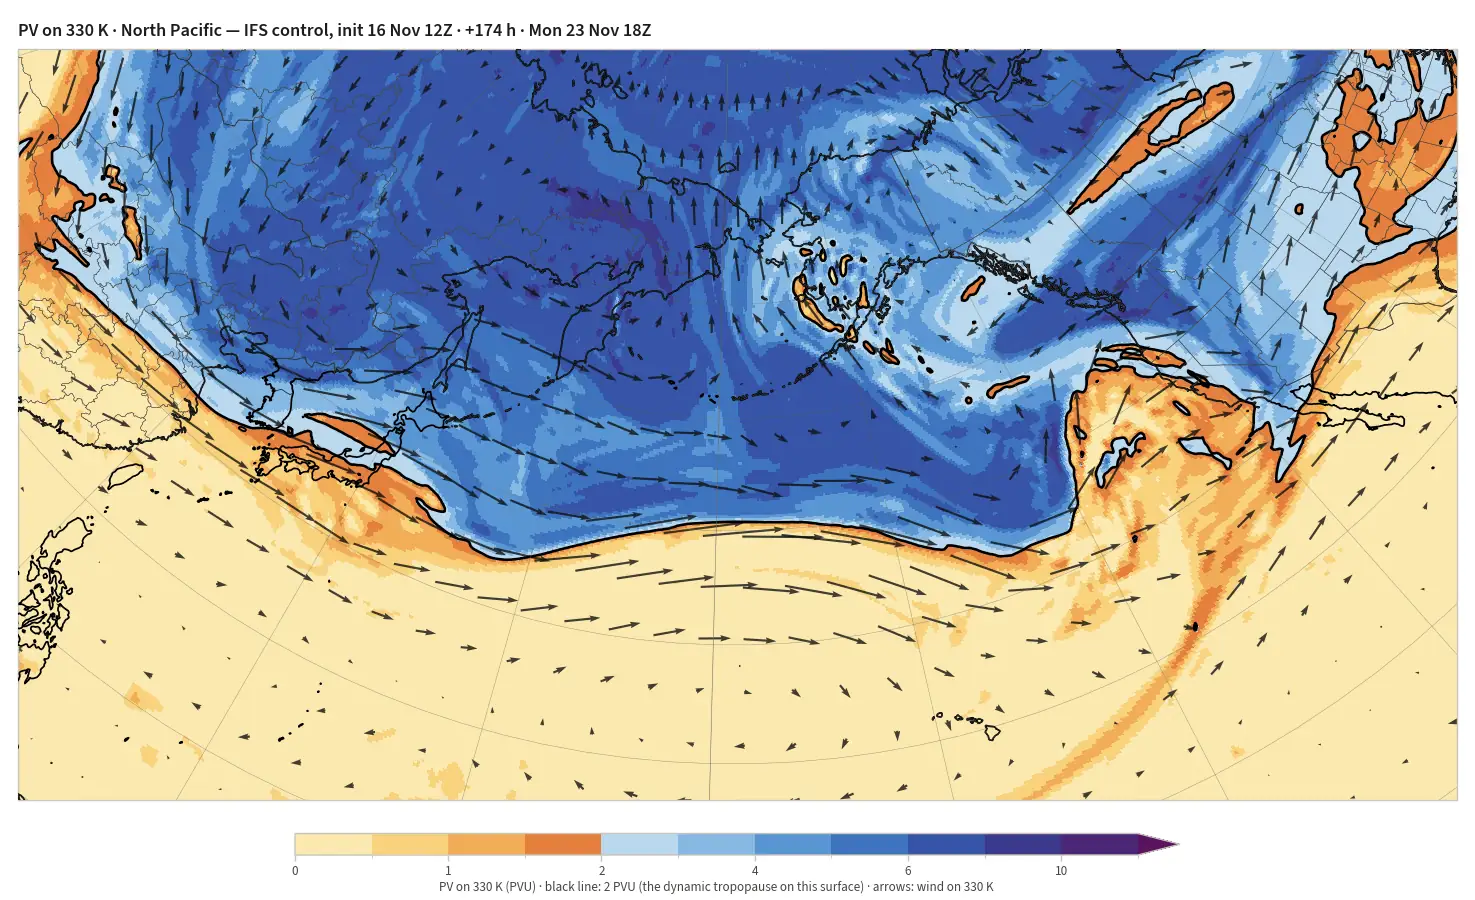 PV on 330 K · North Pacific — IFS control, init 16 Nov 12Z · +174 h · Mon 23 Nov 18Z
0 1 2 4 6 10
PV on 330 K (PVU) · black line: 2 PVU (the dynamic tropopause on this surface) · arrows: wind on 330 K